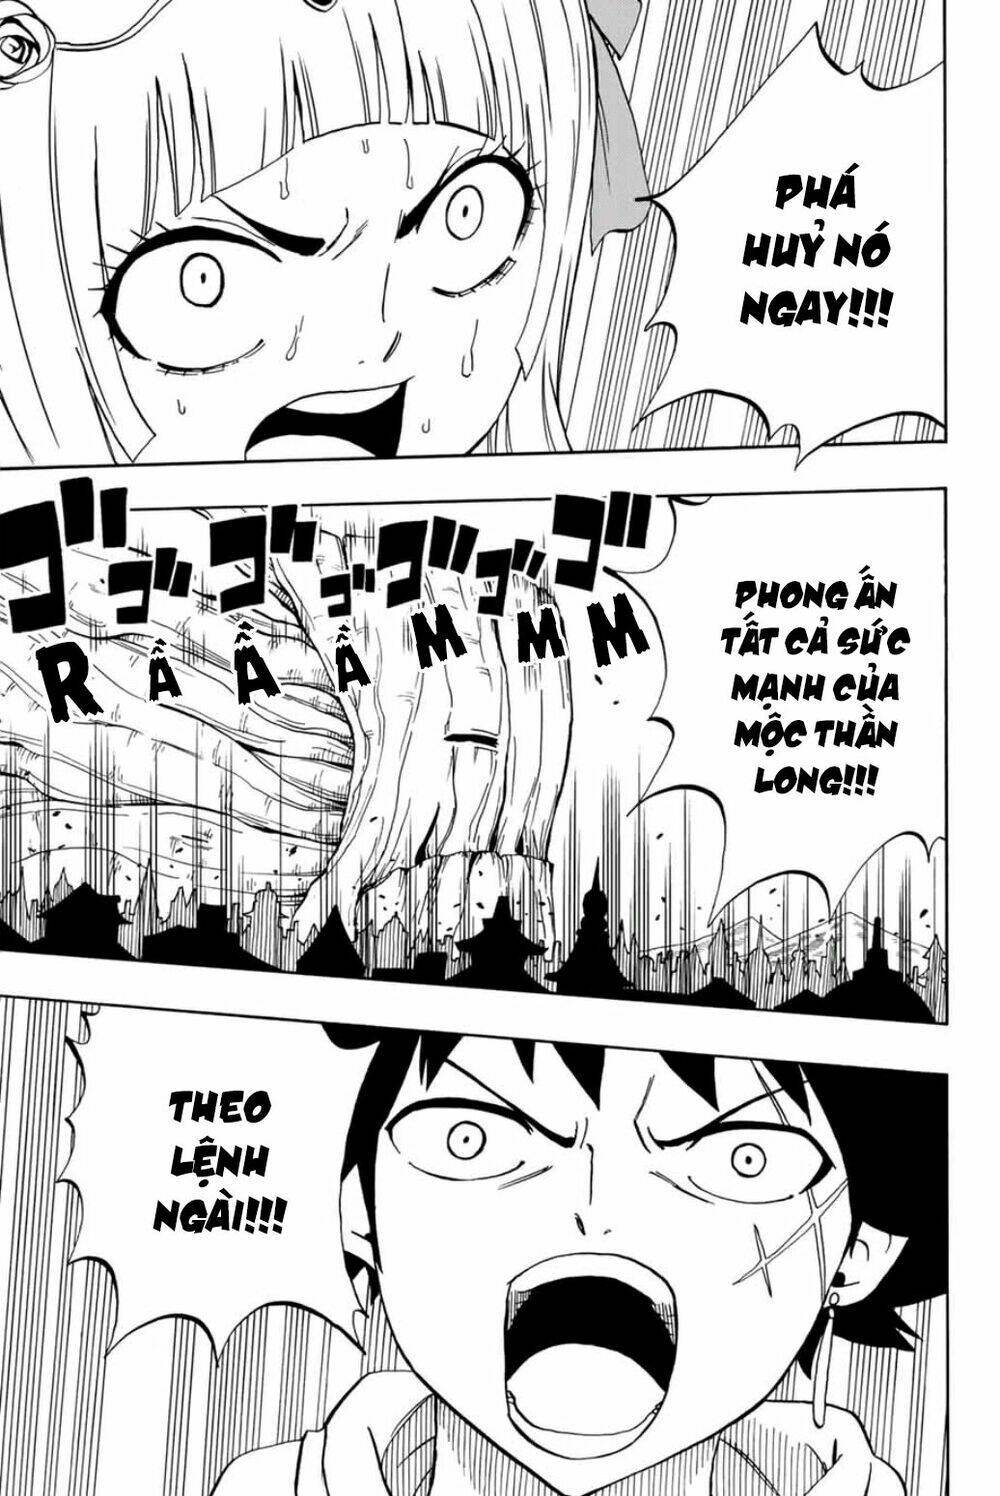 PHÁ
HUỶ NÓ
NGAY!!!
ゴゴゴゴゴゴゴ
RẦẦẦMMM
PHONG ẤN
TẤT CẢ SỨC
MẠNH CỦA
MỘC THẦN
LONG!!!
THEO
LỆNH
NGÀI!!!